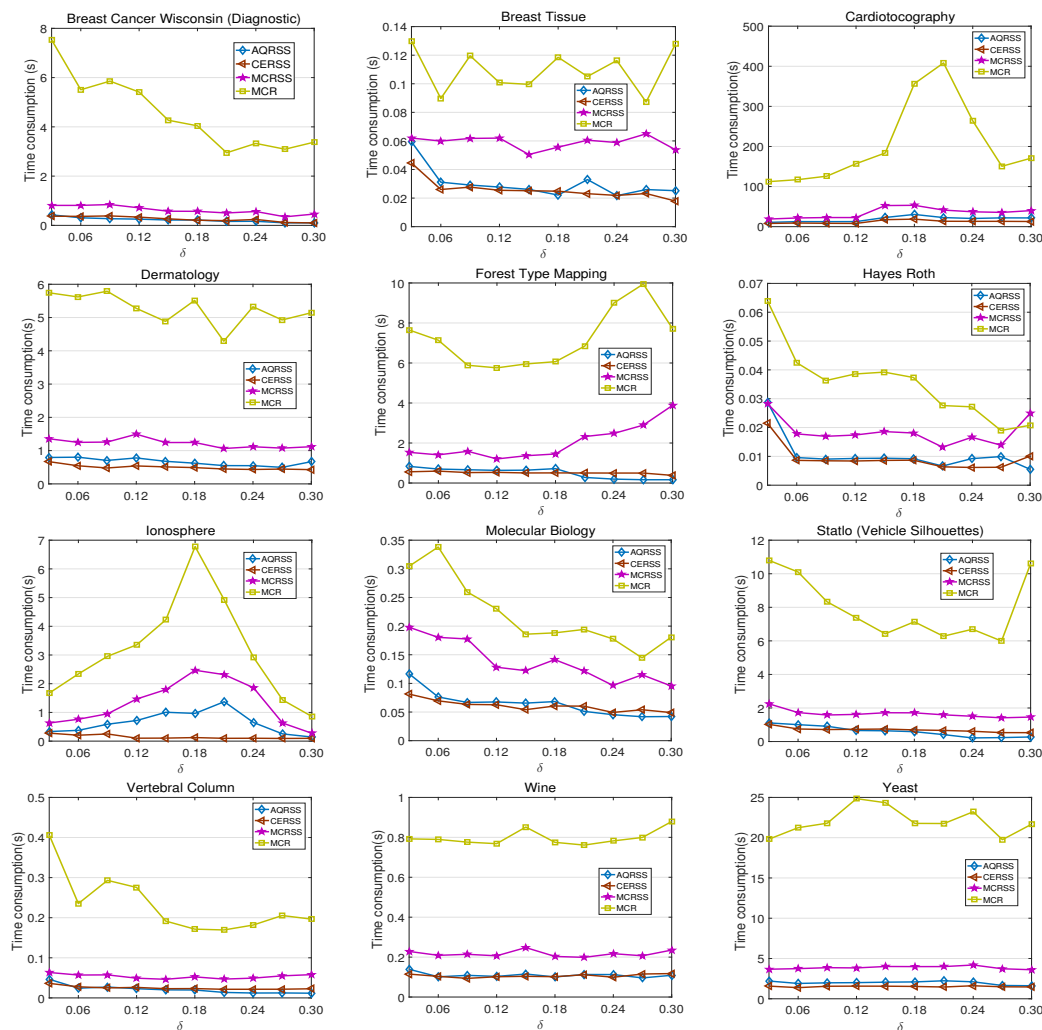 Breast Cancer Wisconsin (Diagnostic)
Time consumption (s)
8
6
4
2
0
0.06 0.12 0.18 0.24 0.30
δ
AQRSS
CERSS
MCRSS
MCR
Breast Tissue
Time consumption(s)
0.14
0.12
0.1
0.08
0.06
0.04
0.02
0
0.06 0.12 0.18 0.24 0.30
δ
AQRSS
CERSS
MCRSS
MCR
Cardiotocography
Time consumption (s)
500
400
300
200
100
0
0.06 0.12 0.18 0.24 0.30
δ
AQRSS
CERSS
MCRSS
MCR
Dermatology
Time consumption(s)
6
5
4
3
2
1
0
0.06 0.12 0.18 0.24 0.30
δ
AQRSS
CERSS
MCRSS
MCR
Forest Type Mapping
Time consumption (s)
10
8
6
4
2
0
0.06 0.12 0.18 0.24 0.30
δ
AQRSS
CERSS
MCRSS
MCR
Hayes Roth
Time consumption (s)
0.07
0.06
0.05
0.04
0.03
0.02
0.01
0
0.06 0.12 0.18 0.24 0.30
δ
AQRSS
CERSS
MCRSS
MCR
Ionosphere
Time consumption (s)
7
6
5
4
3
2
1
0
0.06 0.12 0.18 0.24 0.30
δ
AQRSS
CERSS
MCRSS
MCR
Molecular Biology
Time consumption(s)
0.35
0.3
0.25
0.2
0.15
0.1
0.05
0
0.06 0.12 0.18 0.24 0.30
δ
AQRSS
CERSS
MCRSS
MCR
Statlo (Vehicle Silhouettes)
Time consumption(s)
12
10
8
6
4
2
0
0.06 0.12 0.18 0.24 0.30
δ
AQRSS
CERSS
MCRSS
MCR
Vertebral Column
Time consumption(s)
0.5
0.4
0.3
0.2
0.1
0
0.06 0.12 0.18 0.24 0.30
δ
AQRSS
CERSS
MCRSS
MCR
Wine
Time consumption(s)
1
0.8
0.6
0.4
0.2
0
0.06 0.12 0.18 0.24 0.30
δ
AQRSS
CERSS
MCRSS
MCR
Yeast
Time consumption(s)
25
20
15
10
5
0
0.06 0.12 0.18 0.24 0.30
δ
AQRSS
CERSS
MCRSS
MCR